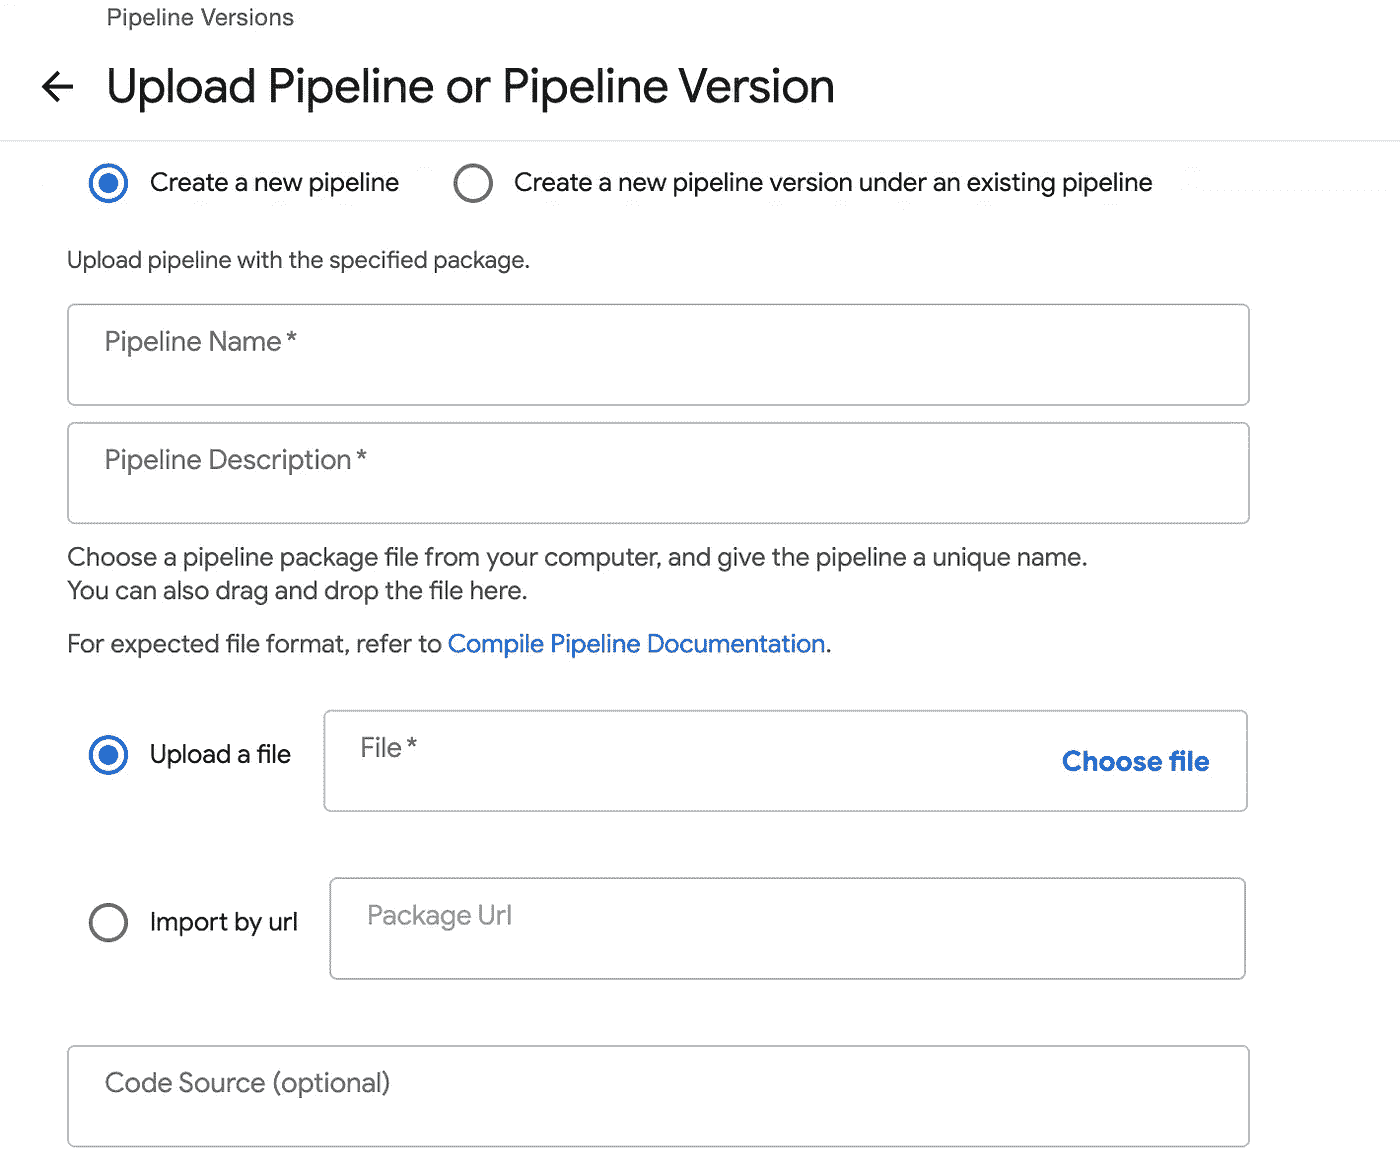 Pipeline Versions
Upload Pipeline or Pipeline Version
Create a new pipeline
Create a new pipeline version under an existing pipeline
Upload pipeline with the specified package.
Pipeline Name *
Pipeline Description *
Choose a pipeline package file from your computer, and give the pipeline a unique name.
You can also drag and drop the file here.
For expected file format, refer to Compile Pipeline Documentation.
Upload a file
File *
Choose file
Import by url
Package Url
Code Source (optional)